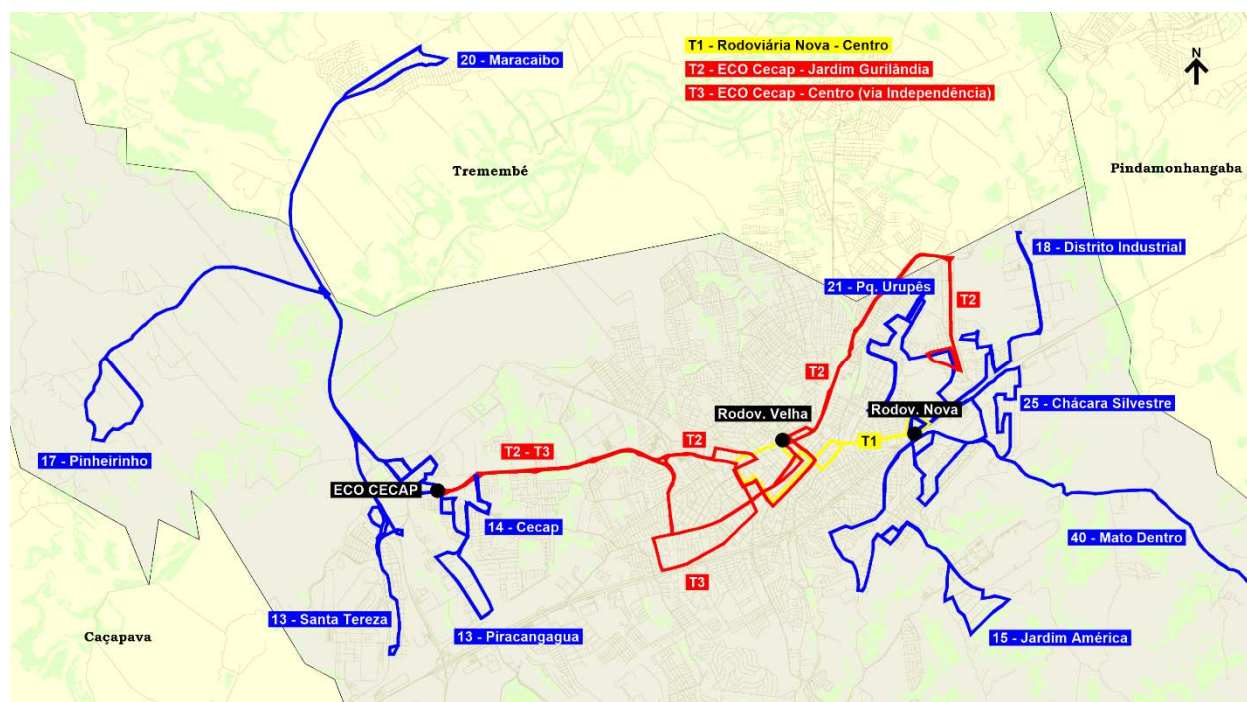 T1 - Rodoviária Nova - Centro
20 - Maracaibo
T2 - ECO Cecap - Jardim Gurilândia
N
T3 - ECO Cecap - Centro (via Independência)
Tremembé
Pindamonhangaba
18 - Distrito Industrial
21 - Pq. Urupês
T2
T2
25 - Chácara Silvestre
Rodov. Velha
Rodov. Nova
T2
T1
T2 - T3
17 - Pinheirinho
ECO CECAP
14 - Cecap
40 - Mato Dentro
T3
13 - Santa Tereza
Caçapava
13 - Piracangagua
15 - Jardim América